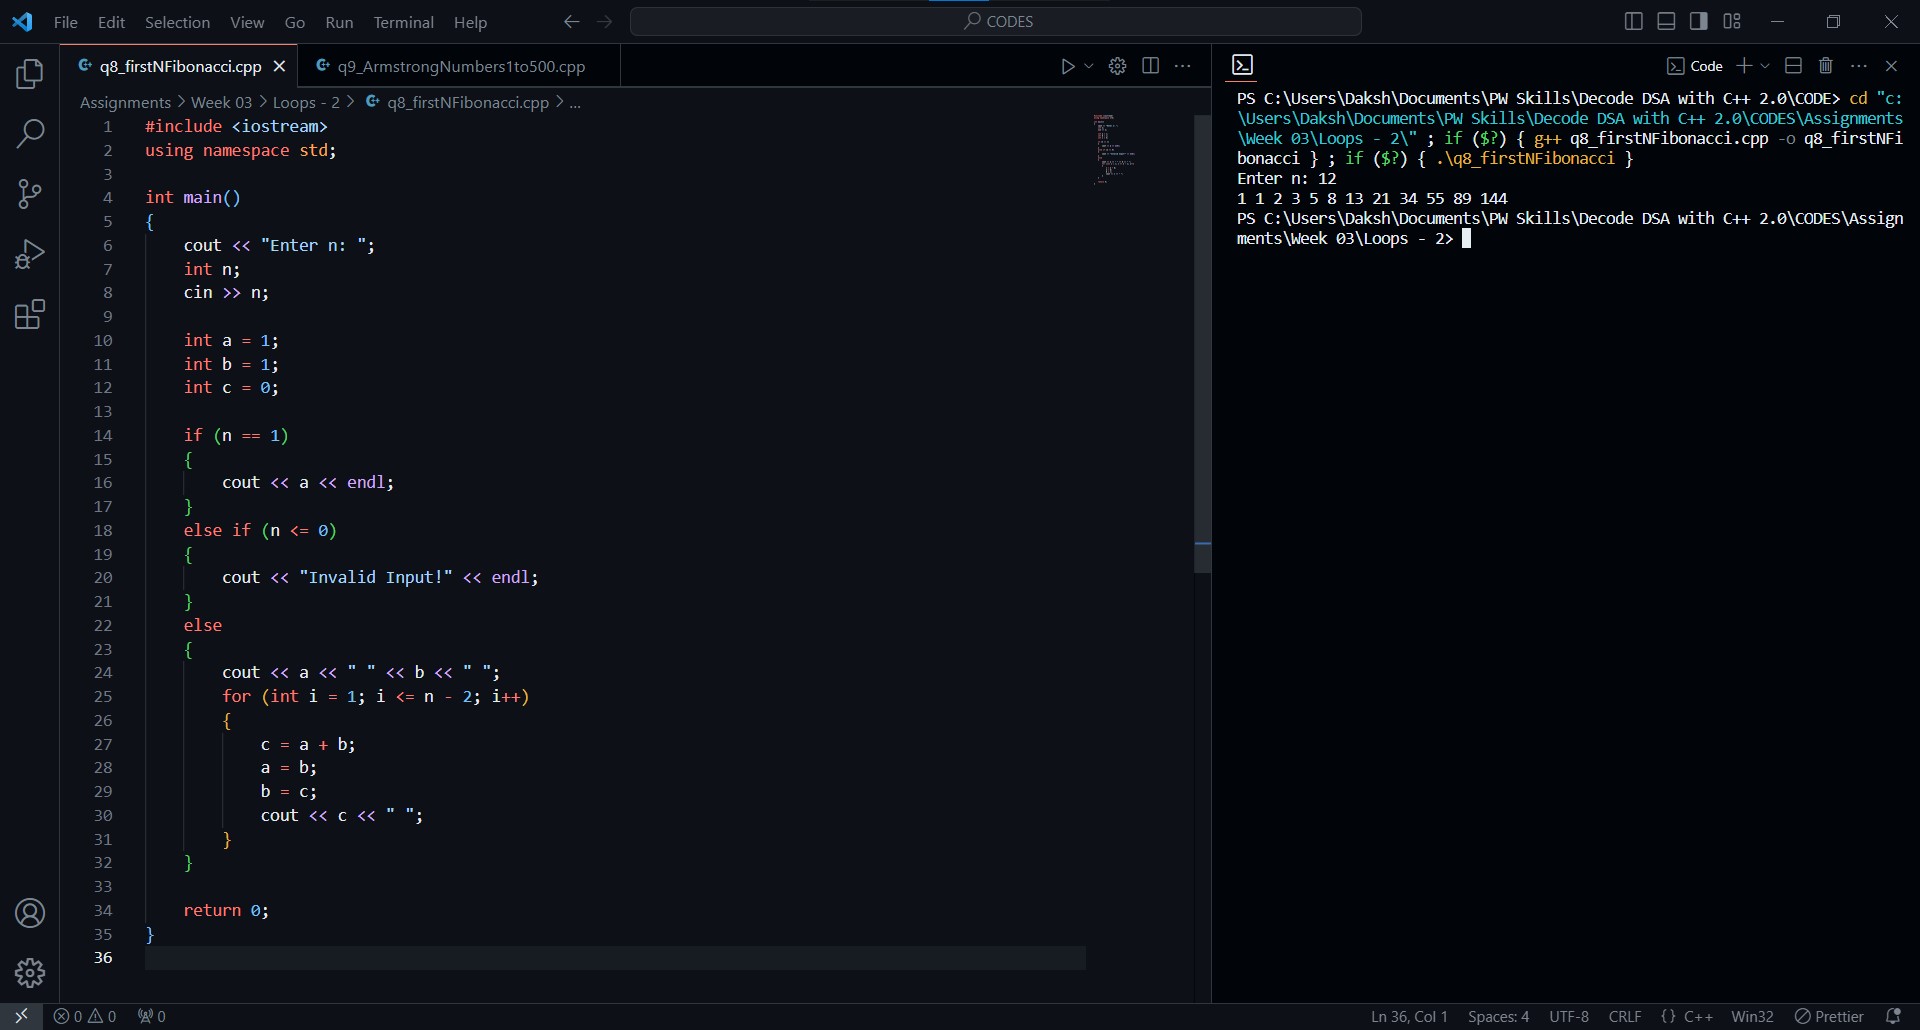 File Edit Selection View Go Run Terminal Help
CODES
q8_firstNFibonacci.cpp
q9_ArmstrongNumbers1to500.cpp
Assignments > Week 03 > Loops - 2 > q8_firstNFibonacci.cpp > ...
1 #include <iostream>
2 using namespace std;
3
4 int main()
5 {
6 cout << "Enter n: ";
7 int n;
8 cin >> n;
9
10 int a = 1;
11 int b = 1;
12 int c = 0;
13
14 if (n == 1)
15 {
16 cout << a << endl;
17 }
18 else if (n <= 0)
19 {
20 cout << "Invalid Input!" << endl;
21 }
22 else
23 {
24 cout << a << " " << b << " ";
25 for (int i = 1; i <= n - 2; i++)
26 {
27 c = a + b;
28 a = b;
29 b = c;
30 cout << c << " ";
31 }
32 }
33
34 return 0;
35 }
36
Code
PS C:\Users\Daksh\Documents\PW Skills\Decode DSA with C++ 2.0\CODE> cd "c:
\Users\Daksh\Documents\PW Skills\Decode DSA with C++ 2.0\CODES\Assignments
\Week 03\Loops - 2\" ; if ($?) { g++ q8_firstNFibonacci.cpp -o q8_firstNFi
bonacci } ; if ($?) { .\q8_firstNFibonacci }
Enter n: 12
1 1 2 3 5 8 13 21 34 55 89 144
PS C:\Users\Daksh\Documents\PW Skills\Decode DSA with C++ 2.0\CODES\Assign
ments\Week 03\Loops - 2>
0 0 0
Ln 36, Col 1 Spaces: 4 UTF-8 CRLF {} C++ Win32 Prettier